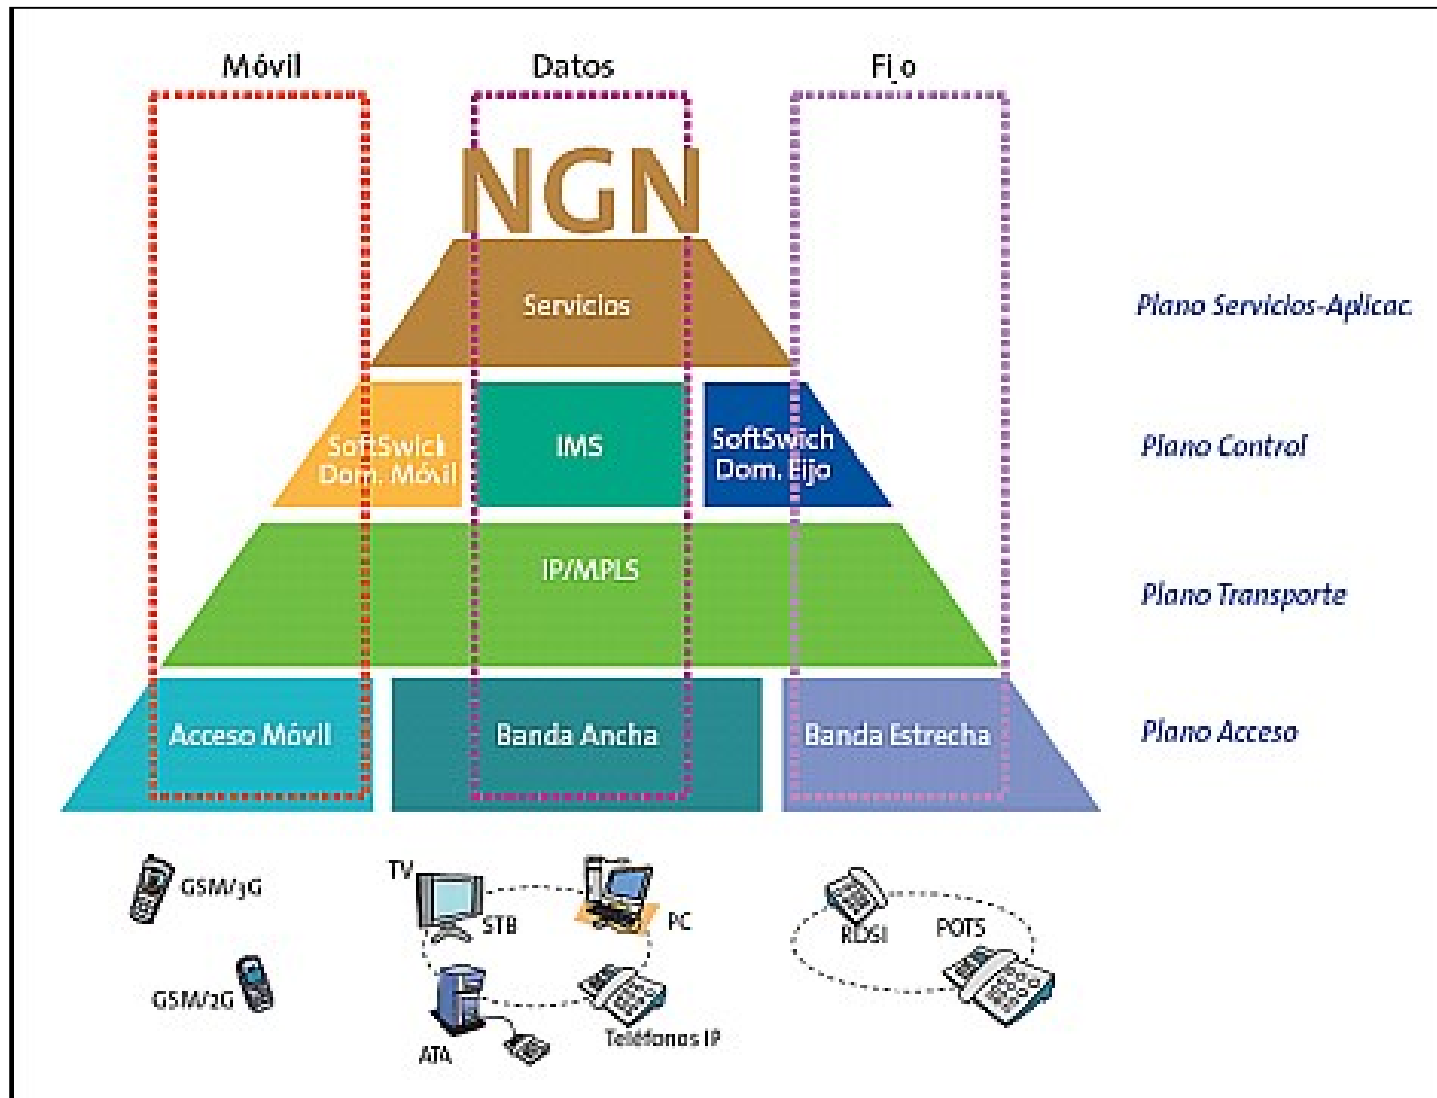 Móvil
Datos
Fijo
NGN
Servicios
Plano Servicios-Aplicac.
SoftSwich
Dom. Móvil
IMS
SoftSwich
Dom. Fijo
Plano Control
IP/MPLS
Plano Transporte
Acceso Móvil
Banda Ancha
Banda Estrecha
Plano Acceso
GSM/3G
TV
STB
PC
RDSI
POTS
GSM/2G
ATA
Teléfonos IP